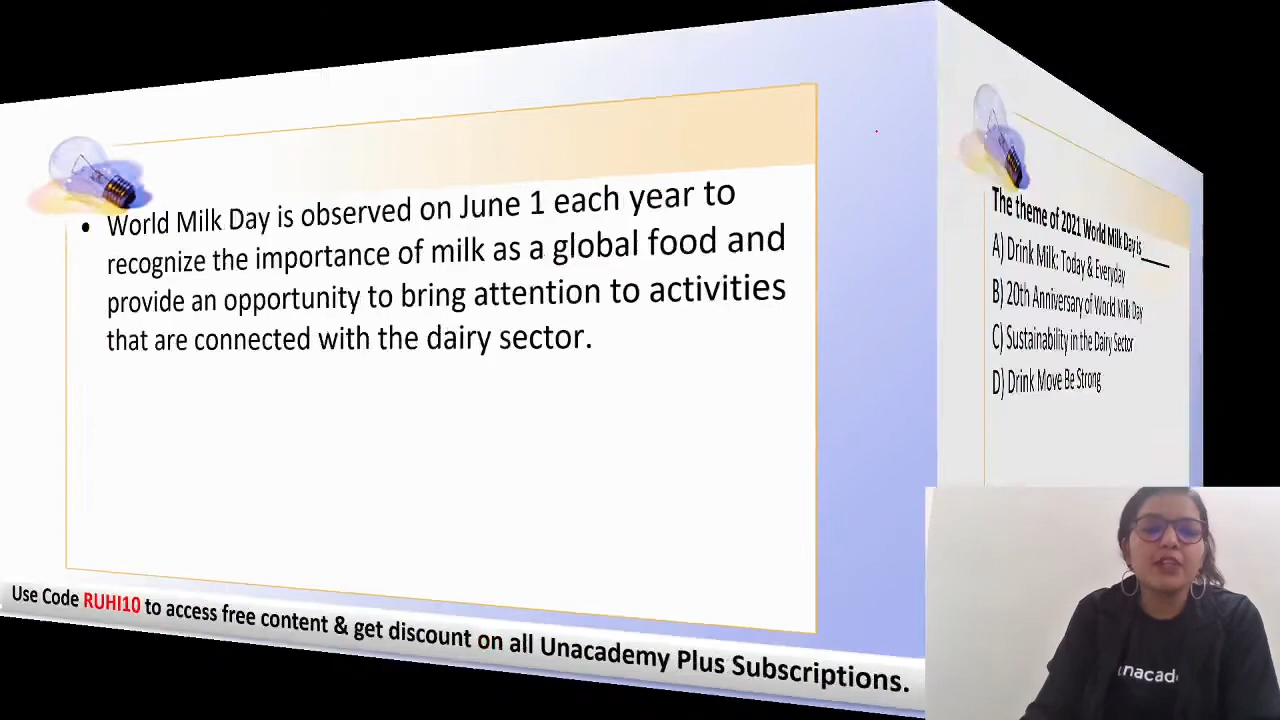 • World Milk Day is observed on June 1 each year to
recognize the importance of milk as a global food and
provide an opportunity to bring attention to activities
that are connected with the dairy sector.
The theme of 2021 World Milk Day is____
A) Drink Milk: Today & Everyday
B) 20th Anniversary of World Milk Day
C) Sustainability in the Dairy Sector
D) Drink Move Be Strong
Use Code RUHI10 to access free content & get discount on all Unacademy Plus Subscriptions.